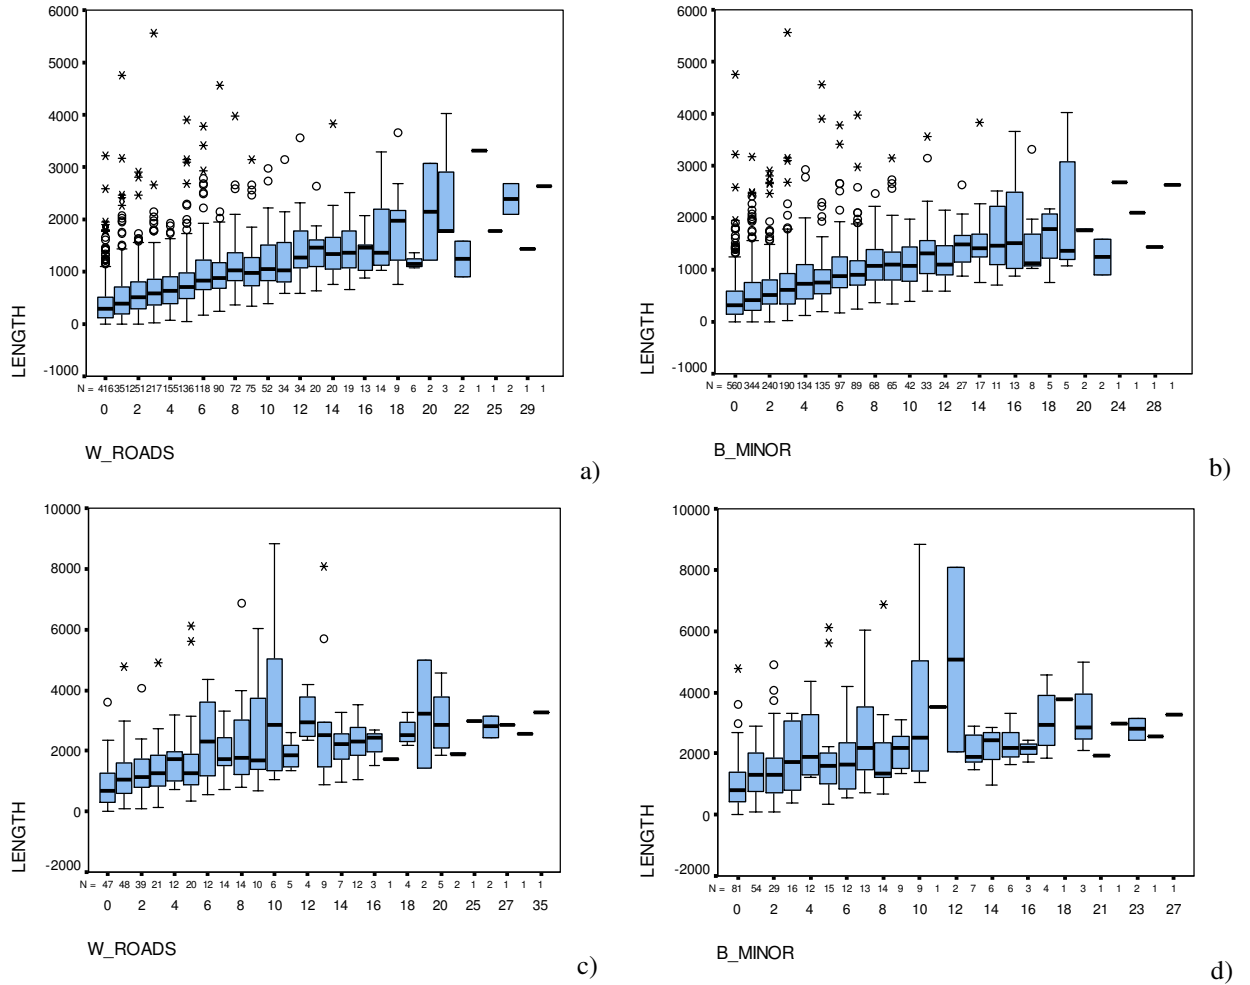 6000
5000
4000
3000
2000
1000
0
-1000
LENGTH
N = 416 351 251 217 155 136 118 90 72 75 52 34 34 20 20 19 13 14 9 6 2 3 2 1 1 2 1 1
0 2 4 6 8 10 12 14 16 18 20 22 25 29
W_ROADS
a)
6000
5000
4000
3000
2000
1000
0
-1000
LENGTH
N = 560 344 240 190 134 135 97 89 68 65 42 33 24 27 17 11 13 8 5 5 2 2 1 1 1 1
0 2 4 6 8 10 12 14 16 18 20 24 28
B_MINOR
b)
10000
8000
6000
4000
2000
0
-2000
LENGTH
N = 47 48 39 21 12 20 12 14 14 10 6 5 4 9 7 12 3 1 4 2 5 2 1 2 1 1 1
0 2 4 6 8 10 12 14 16 18 20 25 27 35
W_ROADS
c)
10000
8000
6000
4000
2000
0
-2000
LENGTH
N = 81 54 29 16 12 15 12 13 14 9 9 1 2 7 6 6 3 4 1 3 1 1 2 1 1
0 2 4 6 8 10 12 14 16 18 21 23 27
B_MINOR
d)